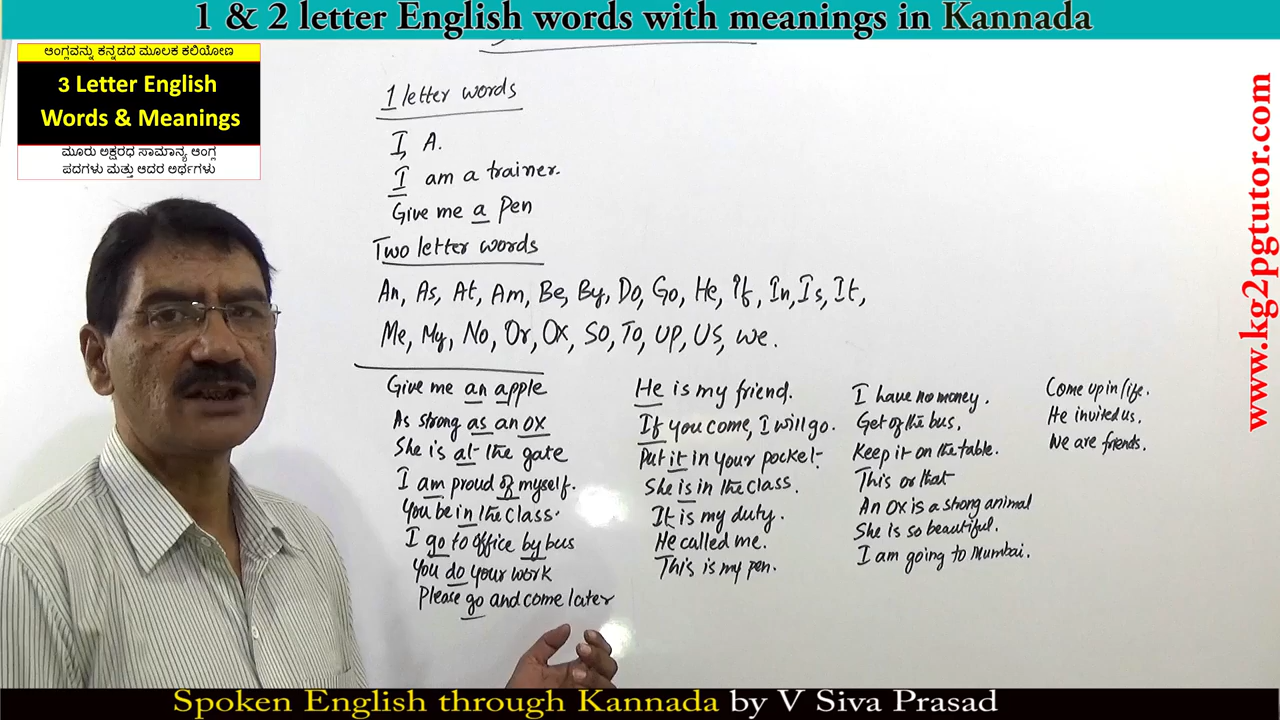 1 & 2 letter English words with meanings in Kannada
ಆಂಗ್ಲವನ್ನು ಕನ್ನಡದ ಮೂಲಕ ಕಲಿಯೋಣ
3 Letter English
Words & Meanings
ಮೂರು ಅಕ್ಷರಧ ಸಾಮಾನ್ಯ ಆಂಗ್ಲ
ಪದಗಳು ಮತ್ತು ಆದರ ಅರ್ಥಗಳು
1 letter words
I, A.
I am a trainer.
Give me a pen
Two letter words
An, As, At, Am, Be, By, Do, Go, He, If, In, Is, It,
Me, My, No, Or, Ox, So, To, Up, Us, We.
Give me an apple
As strong as an ox
She is at the gate
I am proud of myself.
You be in the class.
I go to office by bus
You do your work
Please go and come later
He is my friend.
If you come, I will go.
Put it in your pocket.
She is in the class.
It is my duty.
He called me.
This is my pen.
I have no money.
Get of the bus.
Keep it on the table.
This or that
An ox is a strong animal
She is so beautiful.
I am going to Mumbai.
Come up in life.
He invited us.
We are friends.
www.kg2pgtutor.com
Spoken English through Kannada by V Siva Prasad